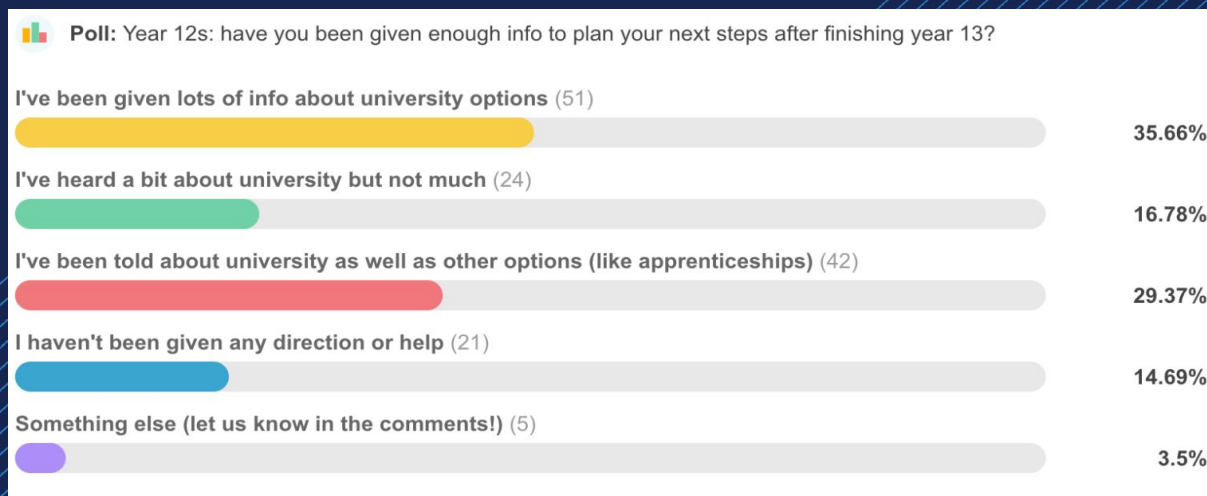 Poll: Year 12s: have you been given enough info to plan your next steps after finishing year 13?
I've been given lots of info about university options (51)
35.66%
I've heard a bit about university but not much (24)
16.78%
I've been told about university as well as other options (like apprenticeships) (42)
29.37%
I haven't been given any direction or help (21)
14.69%
Something else (let us know in the comments!) (5)
3.5%